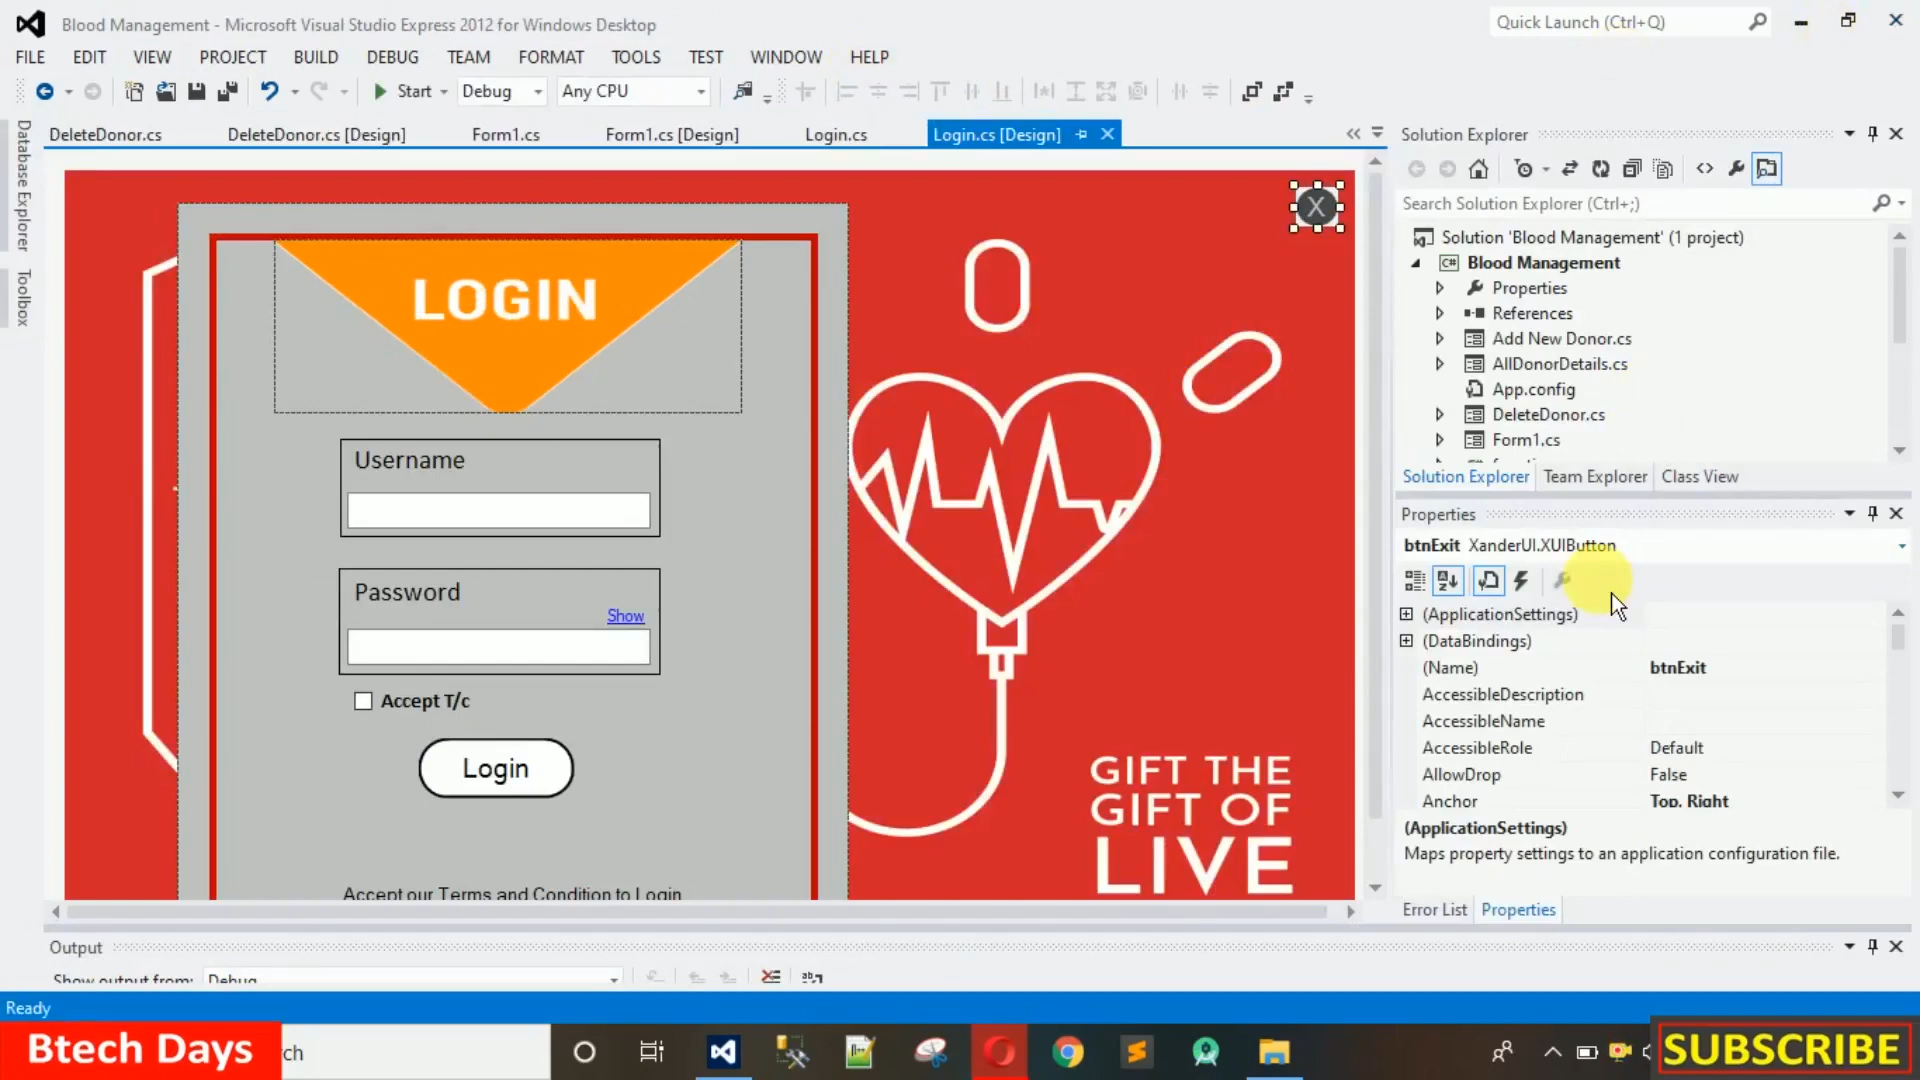 Blood Management - Microsoft Visual Studio Express 2012 for Windows Desktop
Quick Launch (Ctrl+Q)
FILE EDIT VIEW PROJECT BUILD DEBUG TEAM FORMAT TOOLS TEST WINDOW HELP
Start Debug Any CPU
DeleteDonor.cs DeleteDonor.cs [Design] Form1.cs Form1.cs [Design] Login.cs Login.cs [Design]
Database Explorer
Toolbox
X
LOGIN
Username
Password
Show
Accept T/c
Login
Accept our Terms and Condition to Login
GIFT THE
GIFT OF
LIVE
Solution Explorer
Search Solution Explorer (Ctrl+;)
Solution 'Blood Management' (1 project)
C# Blood Management
Properties
References
Add New Donor.cs
AllDonorDetails.cs
App.config
DeleteDonor.cs
Form1.cs
Solution Explorer Team Explorer Class View
Properties
btnExit XanderUI.XUIButton
(ApplicationSettings)
(DataBindings)
(Name) btnExit
AccessibleDescription
AccessibleName
AccessibleRole Default
AllowDrop False
Anchor Top, Right
(ApplicationSettings)
Maps property settings to an application configuration file.
Error List Properties
Output
Show output from: Debug
Ready
Btech Days
ch
SUBSCRIBE